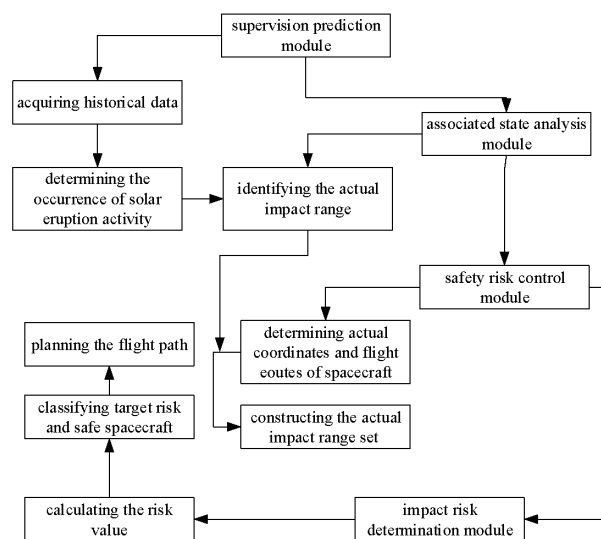 supervision prediction
module
acquiring historical data
associated state analysis
module
determining the
occurrence of solar
eruption activity
identifying the actual
impact range
safety risk control
module
determining actual
coordinates and flight
eoutes of spacecraft
planning the flight path
classifying target risk
and safe spacecraft
constructing the actual
impact range set
calculating the risk
value
impact risk
determination module